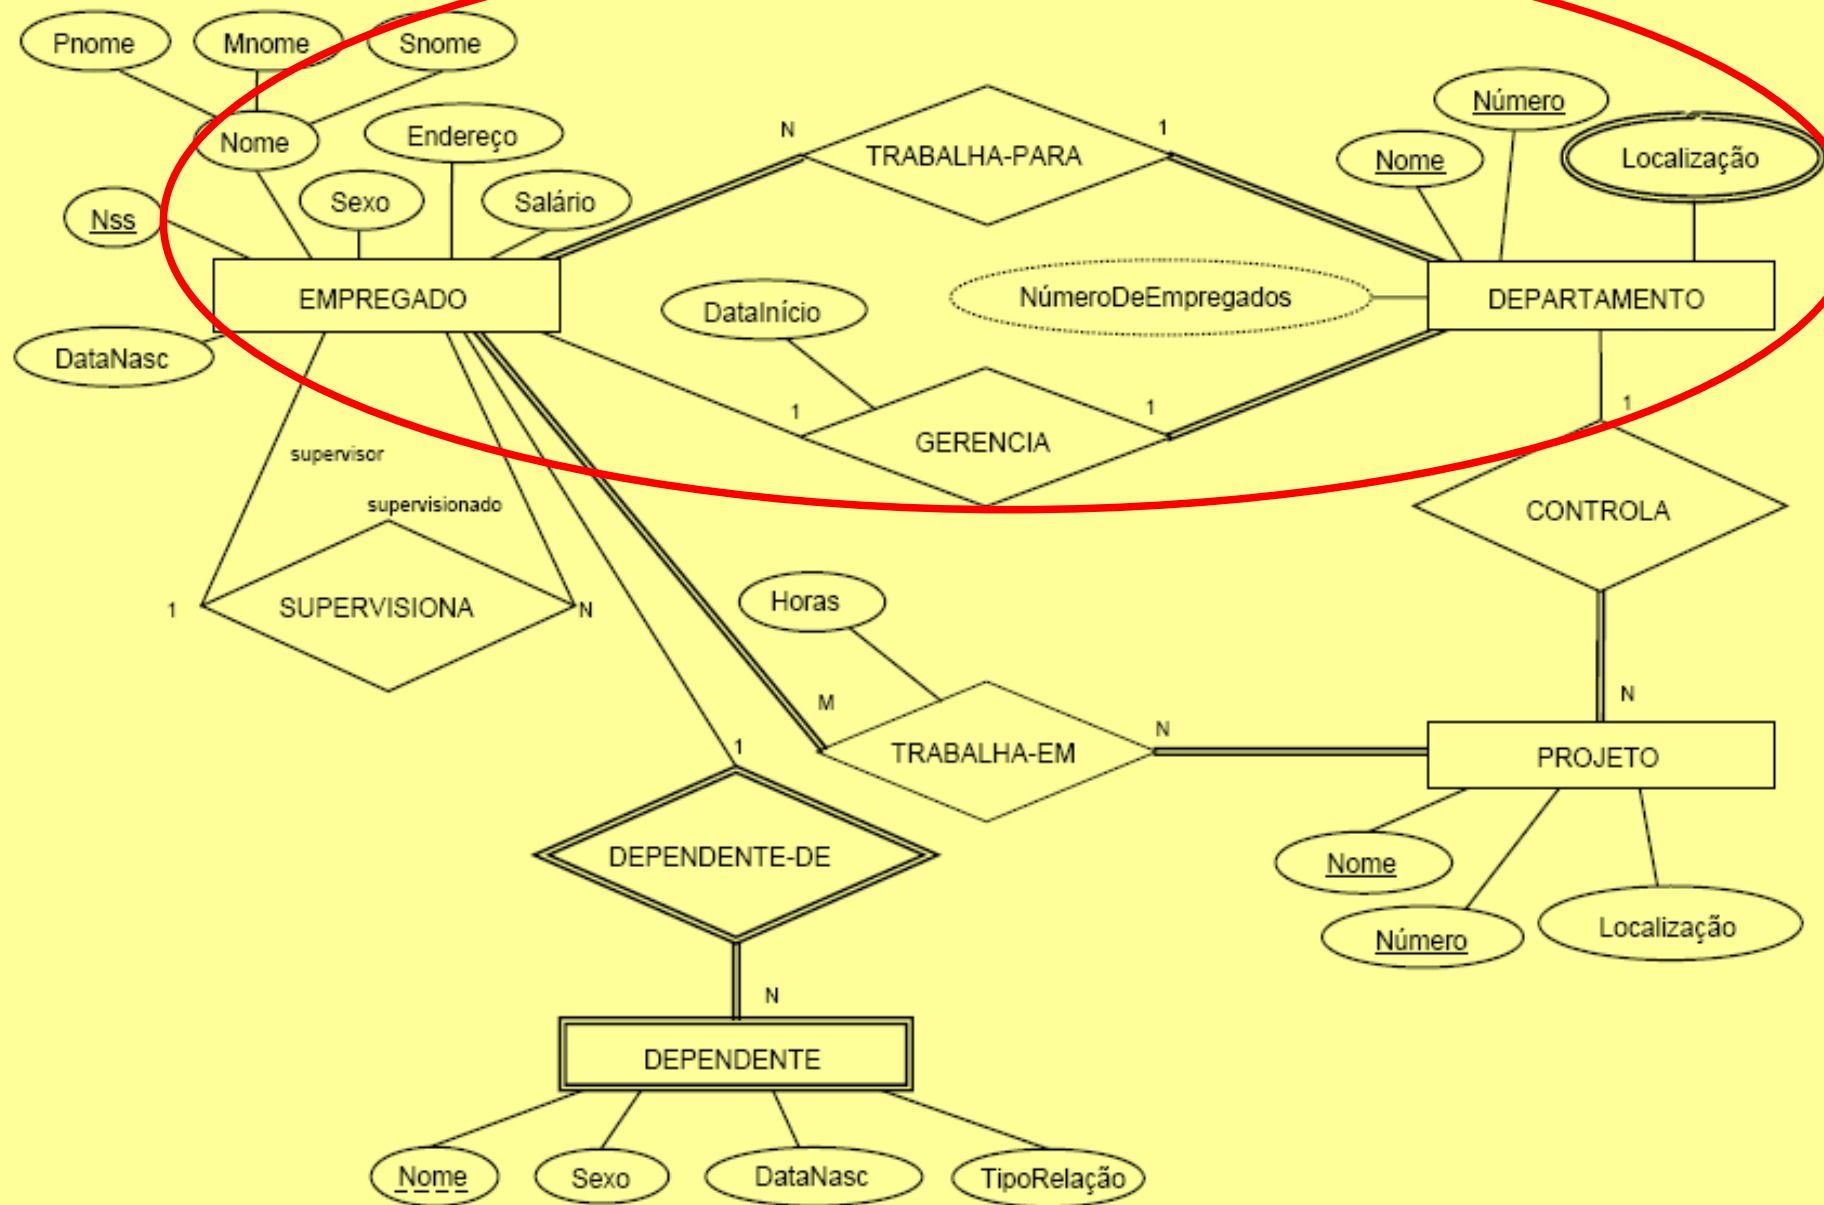 Pnome
Mnome
Snome
Nome
Endereço
Nss
Sexo
Salário
EMPREGADO
DataNasc
N
TRABALHA-PARA
1
Número
Nome
Localização
DataInício
NúmeroDeEmpregados
DEPARTAMENTO
1
GERENCIA
1
1
supervisor
supervisionado
CONTROLA
1
SUPERVISIONA
N
Horas
M
TRABALHA-EM
N
N
PROJETO
1
DEPENDENTE-DE
Nome
Número
Localização
N
DEPENDENTE
Nome
Sexo
DataNasc
TipoRelação